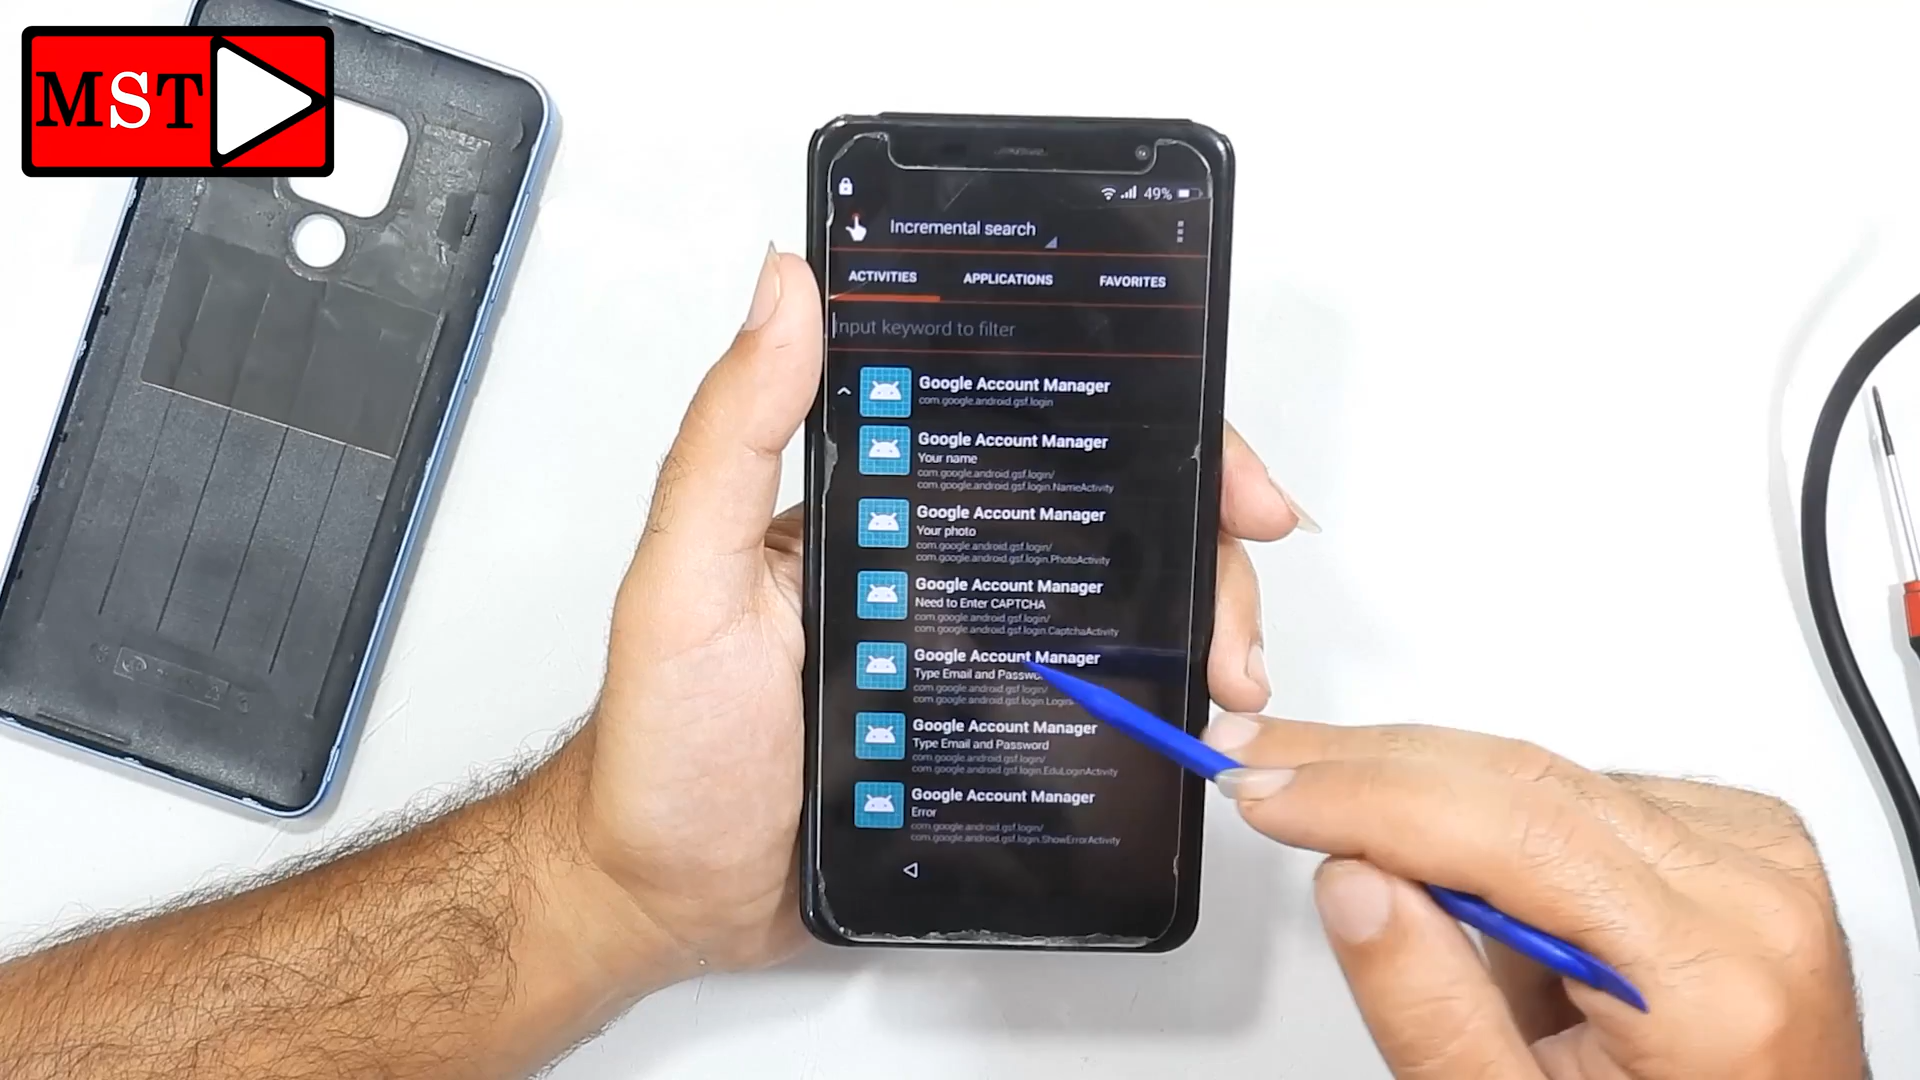 MST
49%
Incremental search
ACTIVITIES APPLICATIONS FAVORITES
Input keyword to filter
Google Account Manager
com.google.android.gsf.login
Google Account Manager
Your name
com.google.android.gsf.login/
com.google.android.gsf.login.NameActivity
Google Account Manager
Your photo
com.google.android.gsf.login/
com.google.android.gsf.login.PhotoActivity
Google Account Manager
Need to Enter CAPTCHA
com.google.android.gsf.login/
com.google.android.gsf.login.CaptchaActivity
Google Account Manager
Type Email and
com.google.android.gsf.login/
Google Account Manager
Type Email and Password
com.google.android.gsf.login/
com.google.android.gsf.login.EduLoginActivity
Google Account Manager
Error
com.google.android.gsf.login/
com.google.android.gsf.login.ShowErrorActivity